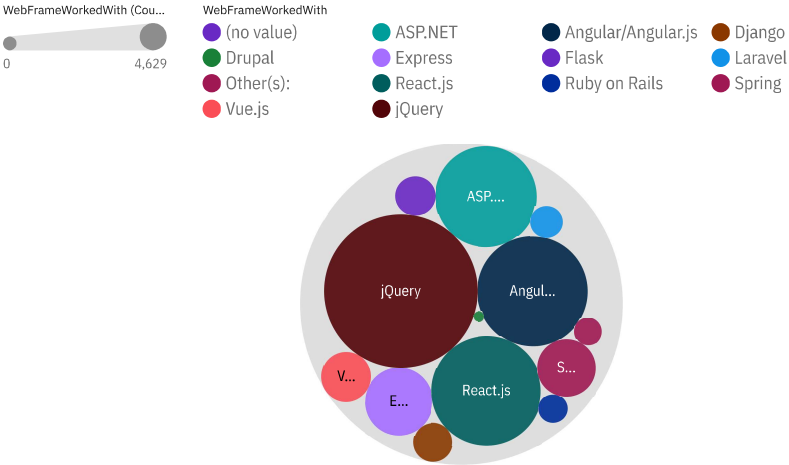 WebFrameWorkedWith (Cou...
0
4,629
WebFrameWorkedWith
(no value)
ASP.NET
Angular/Angular.js
Django
Drupal
Express
Flask
Laravel
Other(s):
React.js
Ruby on Rails
Spring
Vue.js
jQuery
ASP....
jQuery
Angul...
V...
E...
React.js
S...